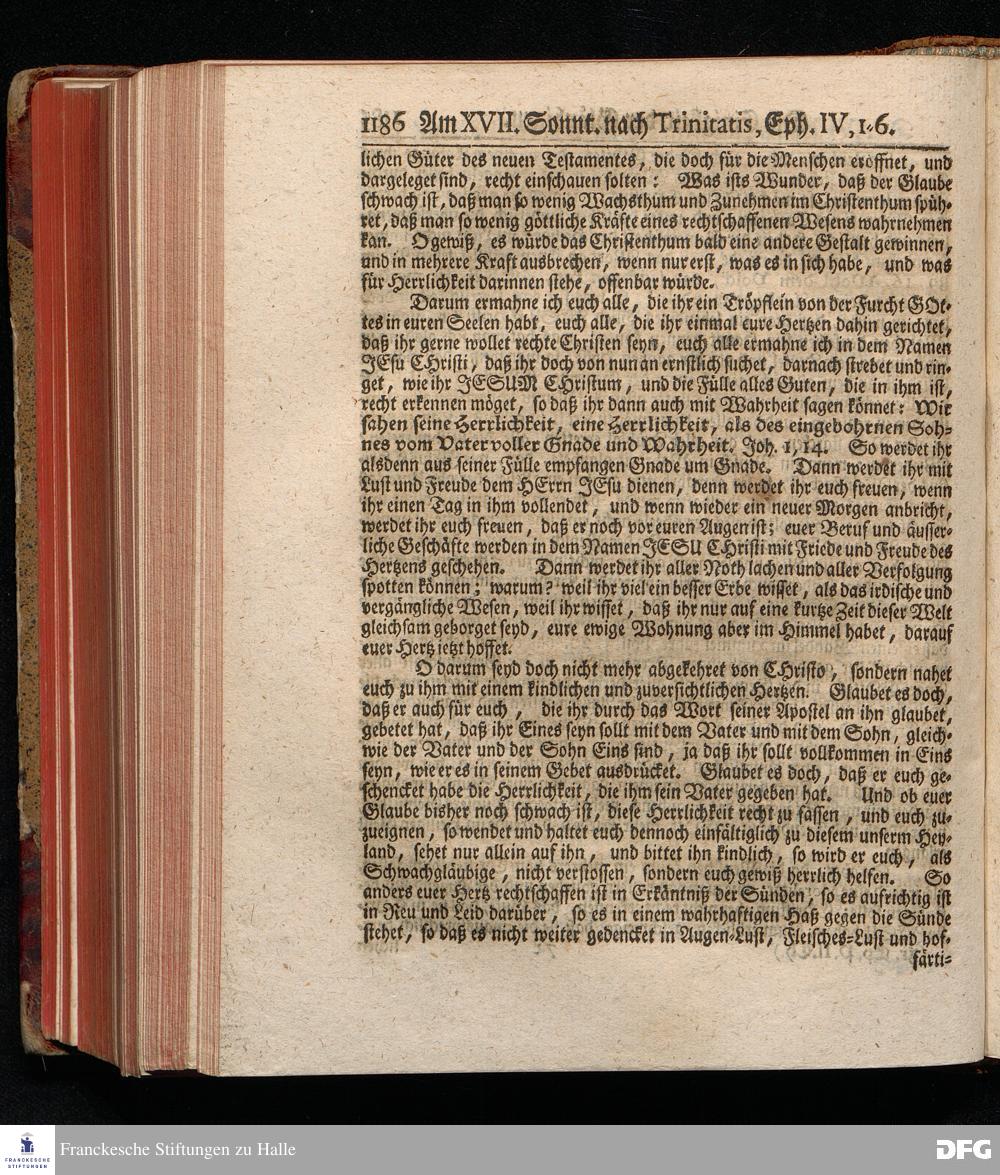 1186 Am XVII. Sonnt. nach Trinitatis, Eph. IV, 1-6.
lichen Güter des neuen Testamentes, die doch für die Menschen eröffnet, und
dargeleget sind, recht einschauen solten: Was ists Wunder, daß der Glaube
schwach ist, daß man so wenig Wachsthum und Zunehmen im Christenthum spüh-
ret, daß man so wenig göttliche Kräfte eines rechtschaffenen Wesens wahrnehmen
kan. O gewiß, es würde das Christenthum bald eine andere Gestalt gewinnen,
und in mehrere Kraft ausbrechen, wenn nur erst, was es in sich habe, und was
für Herrlichkeit darinnen stehe, offenbar würde.
Darum ermahne ich euch alle, die ihr ein Tröpflein von der Furcht GOt-
tes in euren Seelen habt, euch alle, die ihr einmal eure Hertzen dahin gerichtet,
daß ihr gerne wollet rechte Christen seyn, euch alle ermahne ich in dem Namen
JEsu CHristi, daß ihr doch von nun an ernstlich suchet, darnach strebet und rin-
get, wie ihr JESUM CHristum, und die Fülle alles Guten, die in ihm ist,
recht erkennen möget, so daß ihr dann auch mit Wahrheit sagen könnet: Wir
sahen seine Herrlichkeit, eine Herrlichkeit, als des eingebohrnen Soh-
nes vom Vater voller Gnade und Wahrheit. Joh. 1, 14. So werdet ihr
alsdenn aus seiner Fülle empfangen Gnade um Gnade. Dann werdet ihr mit
Lust und Freude dem HErrn JEsu dienen, denn werdet ihr euch freuen, wenn
ihr einen Tag in ihm vollendet, und wenn wieder ein neuer Morgen anbricht,
werdet ihr euch freuen, daß er noch vor euren Augen ist; euer Beruf und äusser-
liche Geschäfte werden in dem Namen JESU CHristi mit Friede und Freude des
Hertzens geschehen. Dann werdet ihr aller Noth lachen und aller Verfolgung
spotten können; warum? weil ihr viel ein besser Erbe wisset, als das irdische und
vergängliche Wesen, weil ihr wisset, daß ihr nur auf eine kurtze Zeit dieser Welt
gleichsam geborget seyd, eure ewige Wohnung aber im Himmel habet, darauf
euer Hertz ietzt hoffet.
O darum seyd doch nicht mehr abgekehret von CHristo, sondern nahet
euch zu ihm mit einem kindlichen und zuversichtlichen Hertzen. Glaubet es doch,
daß er auch für euch, die ihr durch das Wort seiner Apostel an ihn glaubet,
gebetet hat, daß ihr Eines seyn sollt mit dem Vater und mit dem Sohn, gleich-
wie der Vater und der Sohn Eins sind, ja daß ihr sollt vollkommen in Eins
seyn, wie er es in seinem Gebet ausdrücket. Glaubet es doch, daß er euch ge-
schencket habe die Herrlichkeit, die ihm sein Vater gegeben hat. Und ob euer
Glaube bisher noch schwach ist, diese Herrlichkeit recht zu fassen, und euch zu-
zueignen, so wendet und haltet euch dennoch einfältiglich zu diesem unserm Hey-
land, sehet nur allein auf ihn, und bittet ihn kindlich, so wird er euch, als
Schwachgläubige, nicht verstossen, sondern euch gewiß herrlich helfen. So
anders euer Hertz rechtschaffen ist in Erkäntniß der Sünden, so es aufrichtig ist
in Reu und Leid darüber, so es in einem wahrhaftigen Haß gegen die Sünde
stehet, so daß es nicht weiter gedencket in Augen-Lust, Fleisches-Lust und hof-
färti-
FRANCKESCHE
STIFTUNGEN
Franckesche Stiftungen zu Halle
DFG